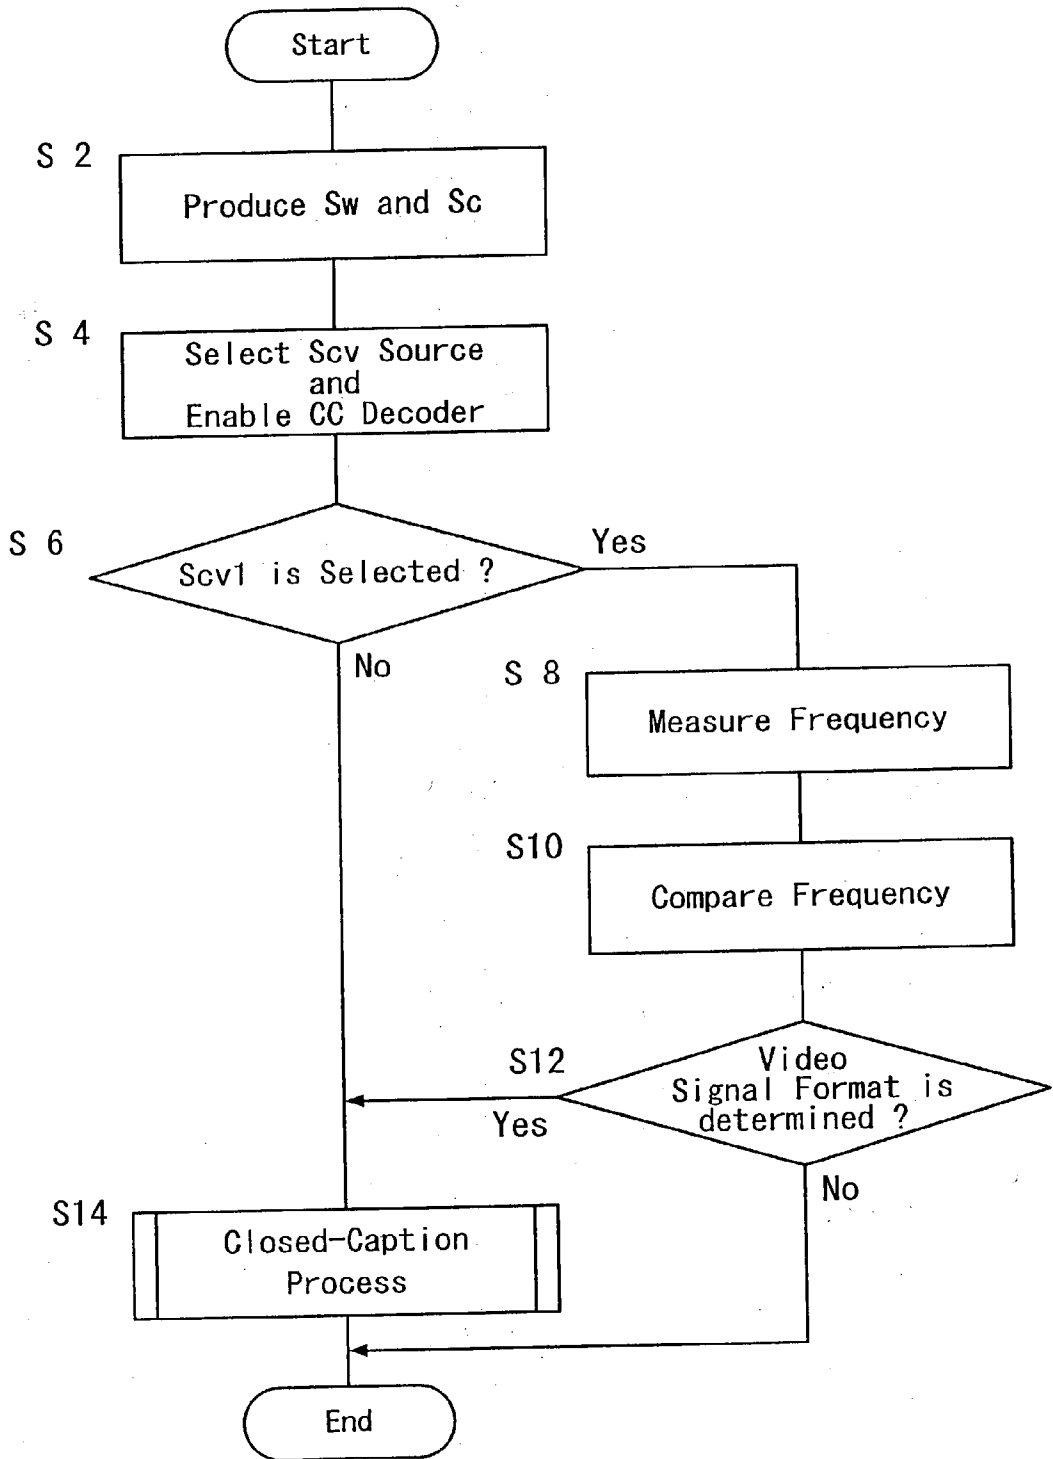 Start
S 2
Produce Sw and Sc
S 4
Select Scv Source
and
Enable CC Decoder
S 6
Scv1 is Selected ?
Yes
No
S 8
Measure Frequency
S10
Compare Frequency
S12
Video
Signal Format is
determined ?
Yes
No
S14
Closed-Caption
Process
End